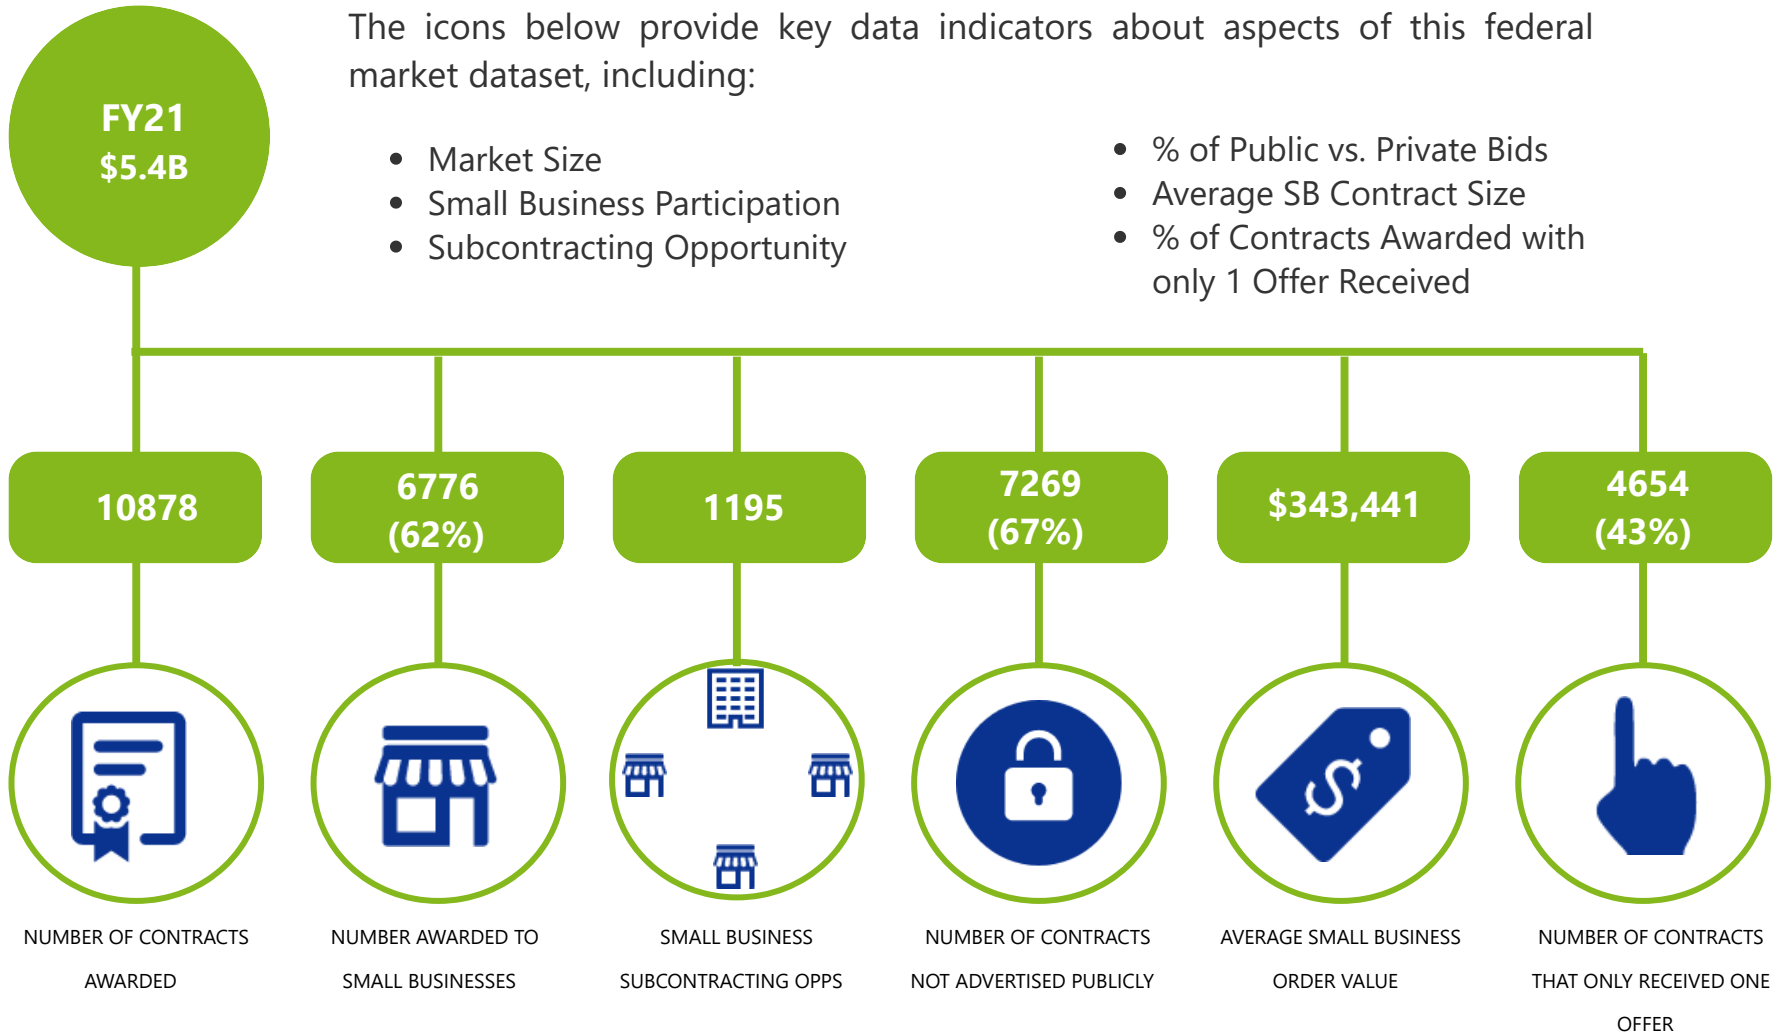 FY21
$5.4B
The icons below provide key data indicators about aspects of this federal
market dataset, including:
• Market Size
• Small Business Participation
• Subcontracting Opportunity
• % of Public vs. Private Bids
• Average SB Contract Size
• % of Contracts Awarded with
only 1 Offer Received
10878
6776
(62%)
1195
7269
(67%)
$343,441
4654
(43%)
$
NUMBER OF CONTRACTS
AWARDED
NUMBER AWARDED TO
SMALL BUSINESSES
SMALL BUSINESS
SUBCONTRACTING OPPS
NUMBER OF CONTRACTS
NOT ADVERTISED PUBLICLY
AVERAGE SMALL BUSINESS
ORDER VALUE
NUMBER OF CONTRACTS
THAT ONLY RECEIVED ONE
OFFER